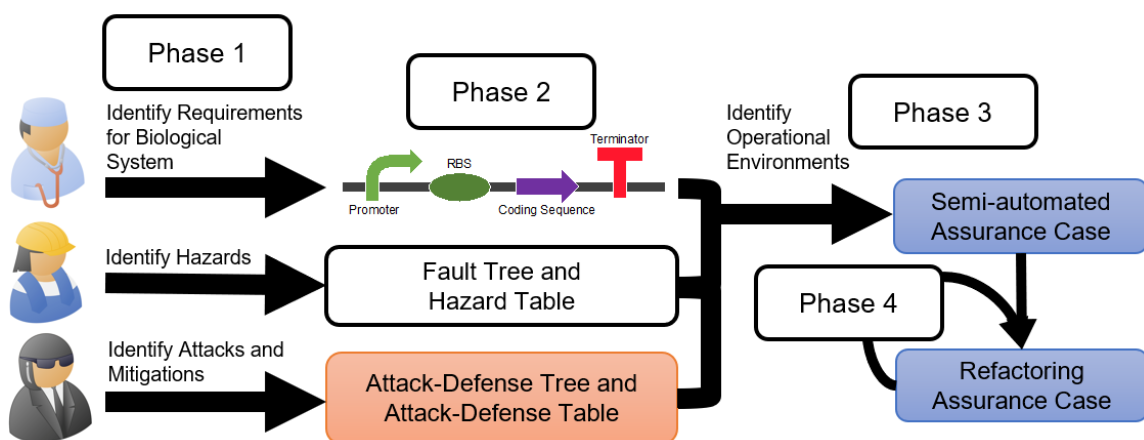 Phase 1
Identify Requirements
for Biological
System
Identify Hazards
Identify Attacks and
Mitigations
Phase 2
Promoter
RBS
Coding Sequence
Terminator
Fault Tree and
Hazard Table
Attack-Defense Tree and
Attack-Defense Table
Identify
Operational
Environments
Phase 3
Semi-automated
Assurance Case
Phase 4
Refactoring
Assurance Case